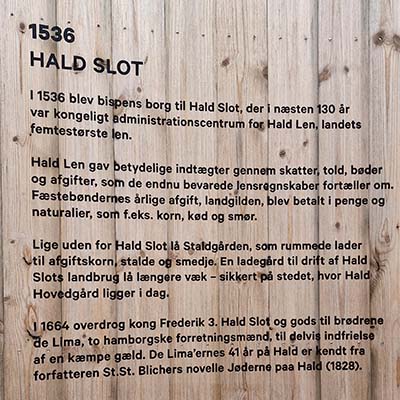 1536
HALD SLOT
I 1536 blev bispens borg til Hald Slot, der i næsten 130 år
var kongeligt administrationscentrum for Hald Len, landets
femtestørste len.
Hald Len gav betydelige indtægter gennem skatter, told, bøder
og afgifter, som de endnu bevarede lensregnskaber fortæller om.
Fæstebøndernes årlige afgift, landgilden, blev betalt i penge og
naturalier, som f.eks. korn, kød og smør.
Lige uden for Hald Slot lå Staldgården, som rummede lader
til afgiftskorn, stalde og smedje. En ladegård til drift af Hald
Slots landbrug lå længere væk – sikkert på stedet, hvor Hald
Hovedgård ligger i dag.
I 1664 overdrog kong Frederik 3. Hald Slot og gods til brødrene
de Lima, to hamborgske forretningsmænd, til delvis indfrielse
af en kæmpe gæld. De Lima'ernes 41 år på Hald er kendt fra
forfatteren St.St. Blichers novelle Jøderne paa Hald (1828).